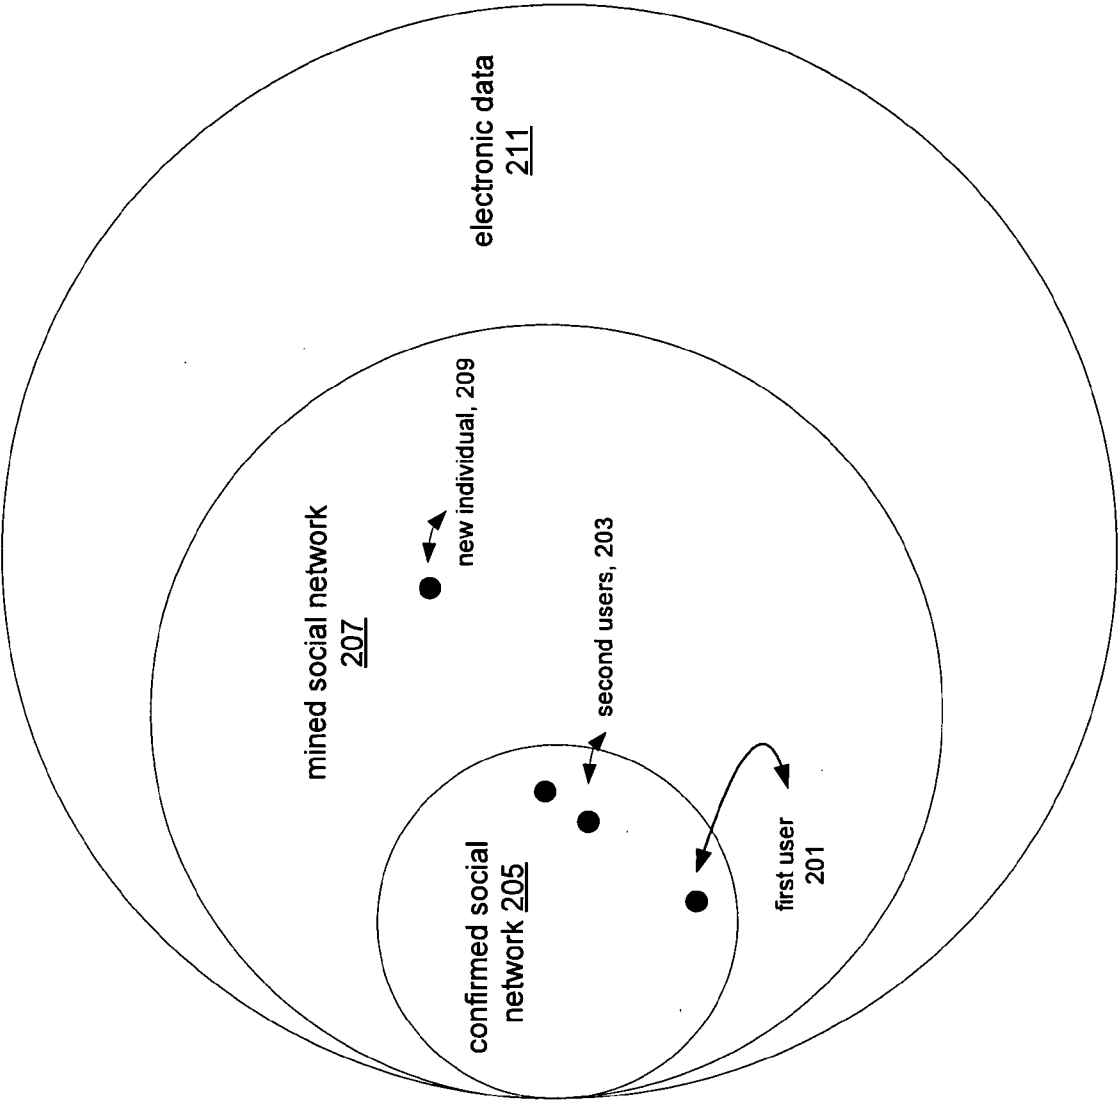 electronic data
211
mined social network
207
new individual, 209
second users, 203
confirmed social
network 205
first user
201